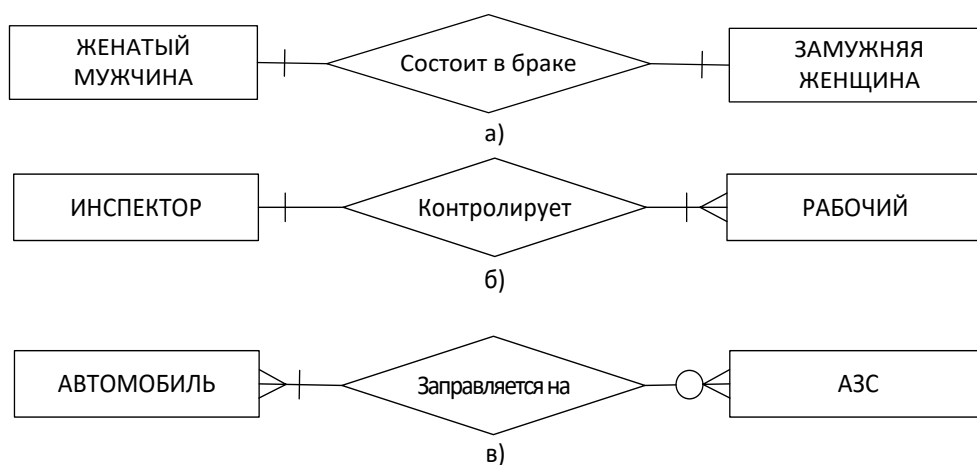 ЖЕНАТЫЙ
МУЖЧИНА
Состоит в браке
ЗАМУЖНЯЯ
ЖЕНЩИНА
а)
ИНСПЕКТОР
Контролирует
РАБОЧИЙ
б)
АВТОМОБИЛЬ
Заправляется на
АЗС
в)